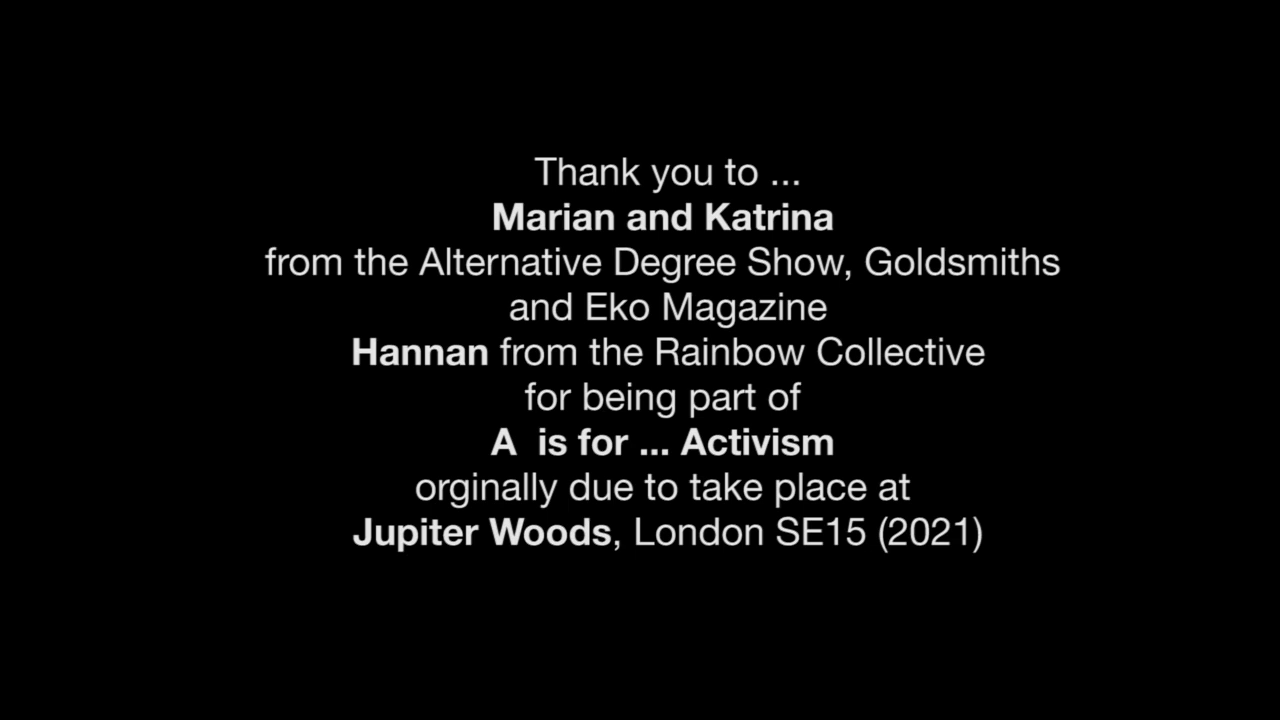 Thank you to ...
Marian and Katrina
from the Alternative Degree Show, Goldsmiths
and Eko Magazine
Hannan from the Rainbow Collective
for being part of
A  is for ... Activism
orginally due to take place at
Jupiter Woods, London SE15 (2021)